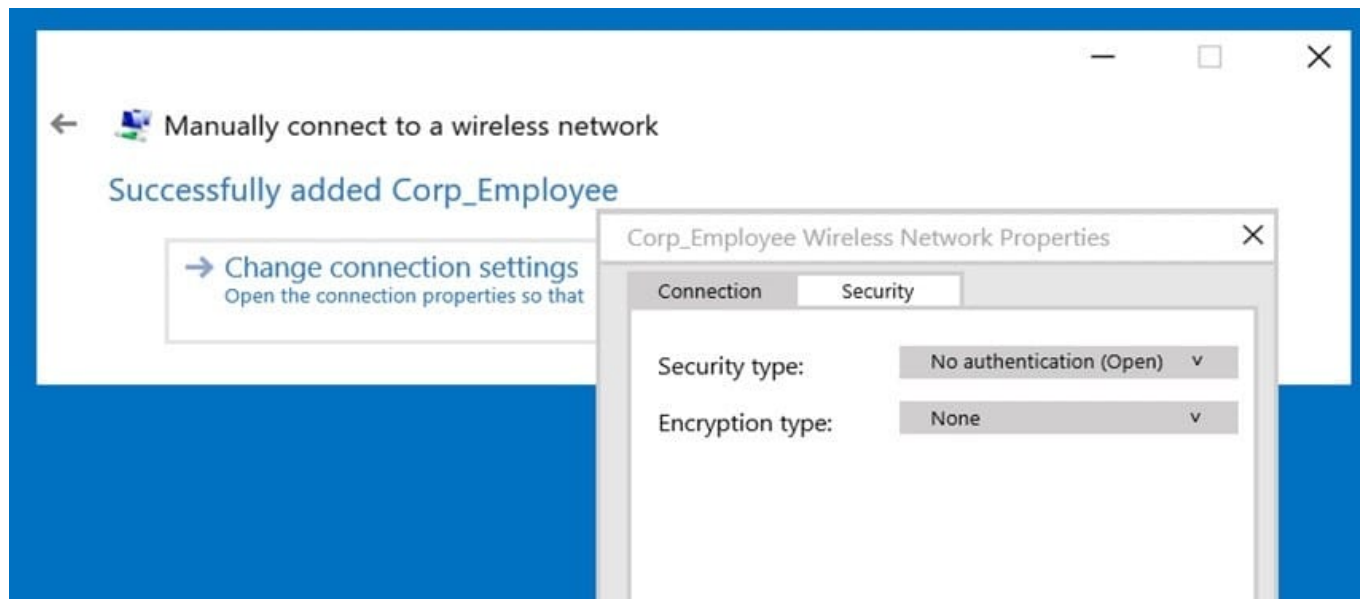 Manually connect to a wireless network
Successfully added Corp_Employee
Change connection settings
Open the connection properties so that
Corp_Employee Wireless Network Properties
Connection Security
Security type: No authentication (Open)
Encryption type: None